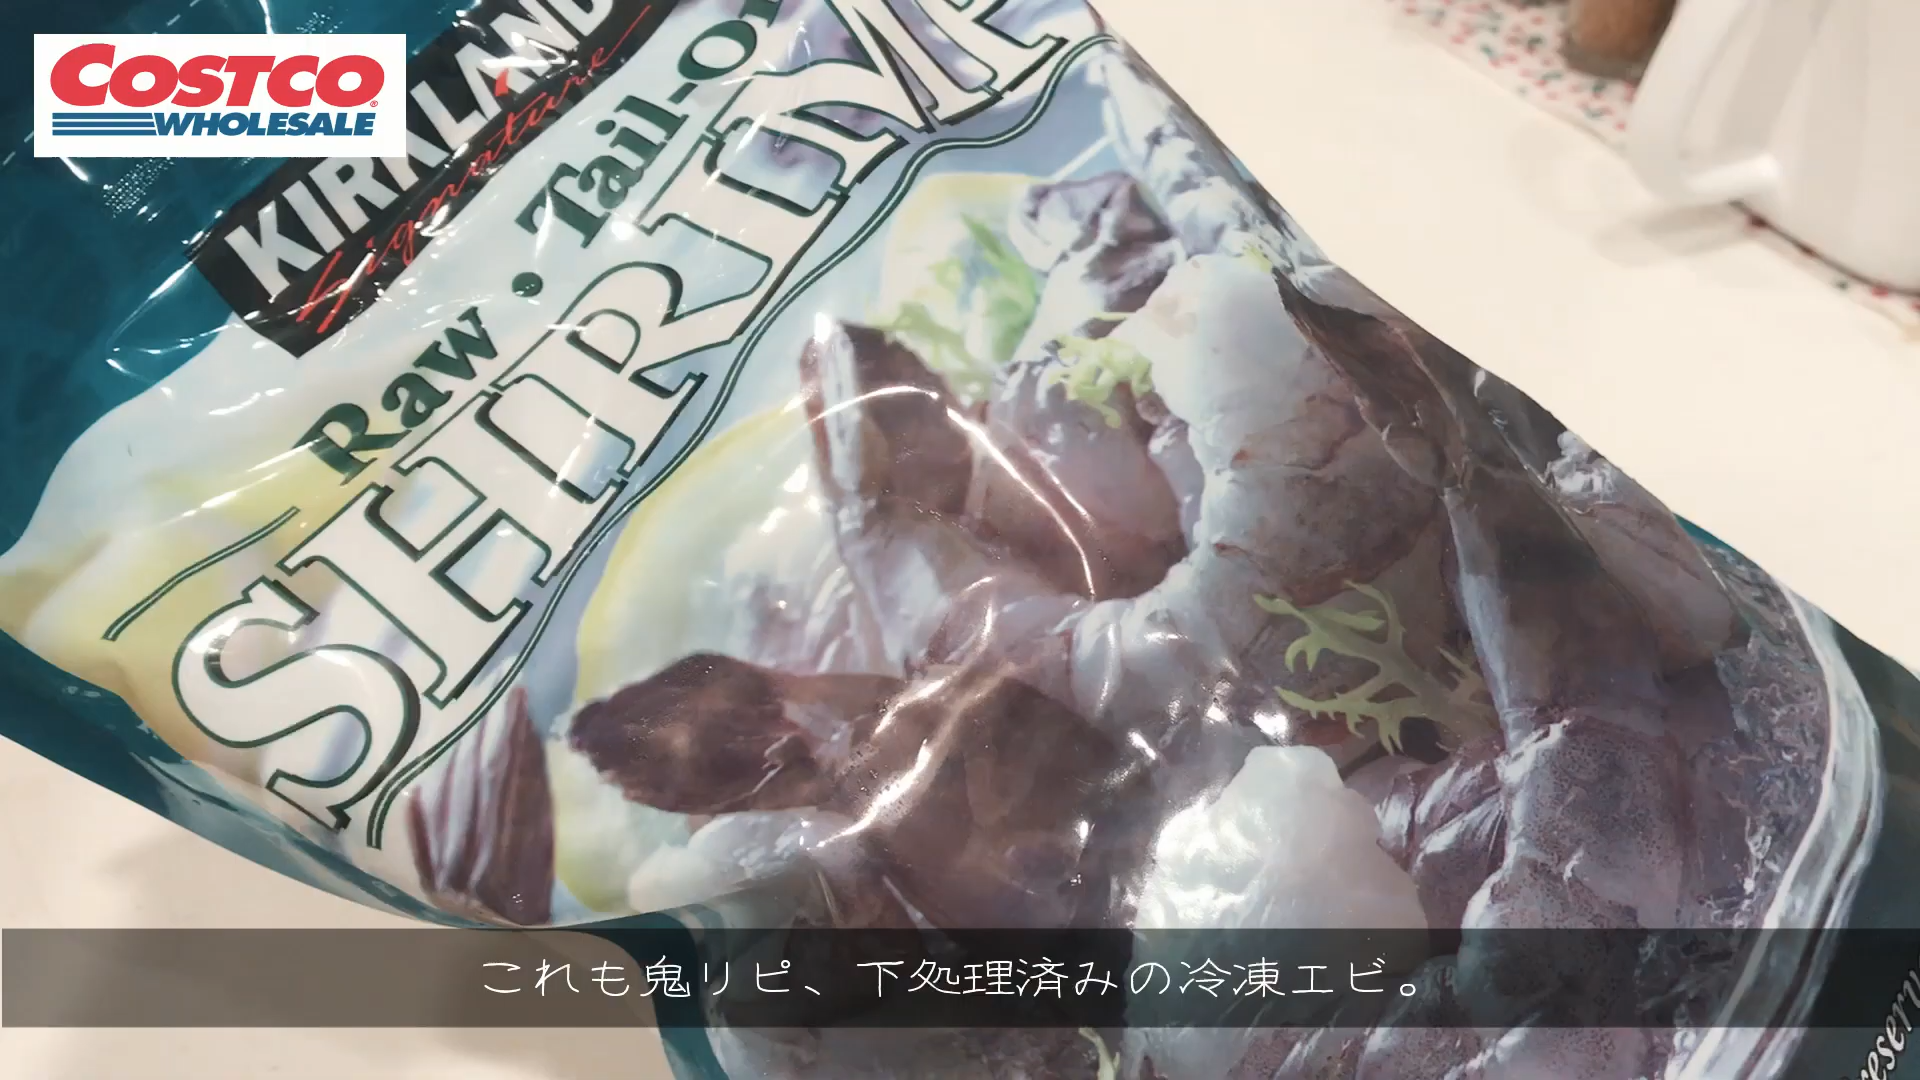 COSTCO
WHOLESALE
KIRKLAND
Signature
Raw • Tail-O
SHRIMP
これも鬼リピ、下処理済みの冷凍エビ。